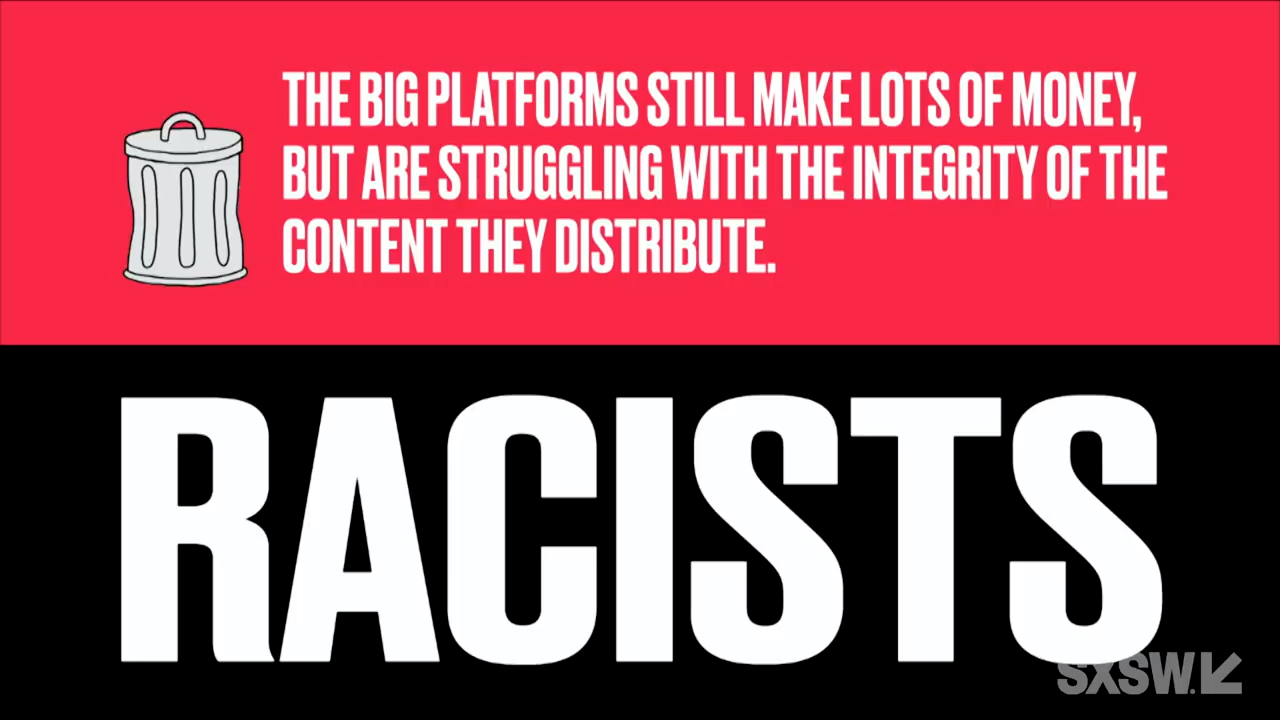 THE BIG PLATFORMS STILL MAKE LOTS OF MONEY,
BUT ARE STRUGGLING WITH THE INTEGRITY OF THE
CONTENT THEY DISTRIBUTE.
RACISTS
SXSW.